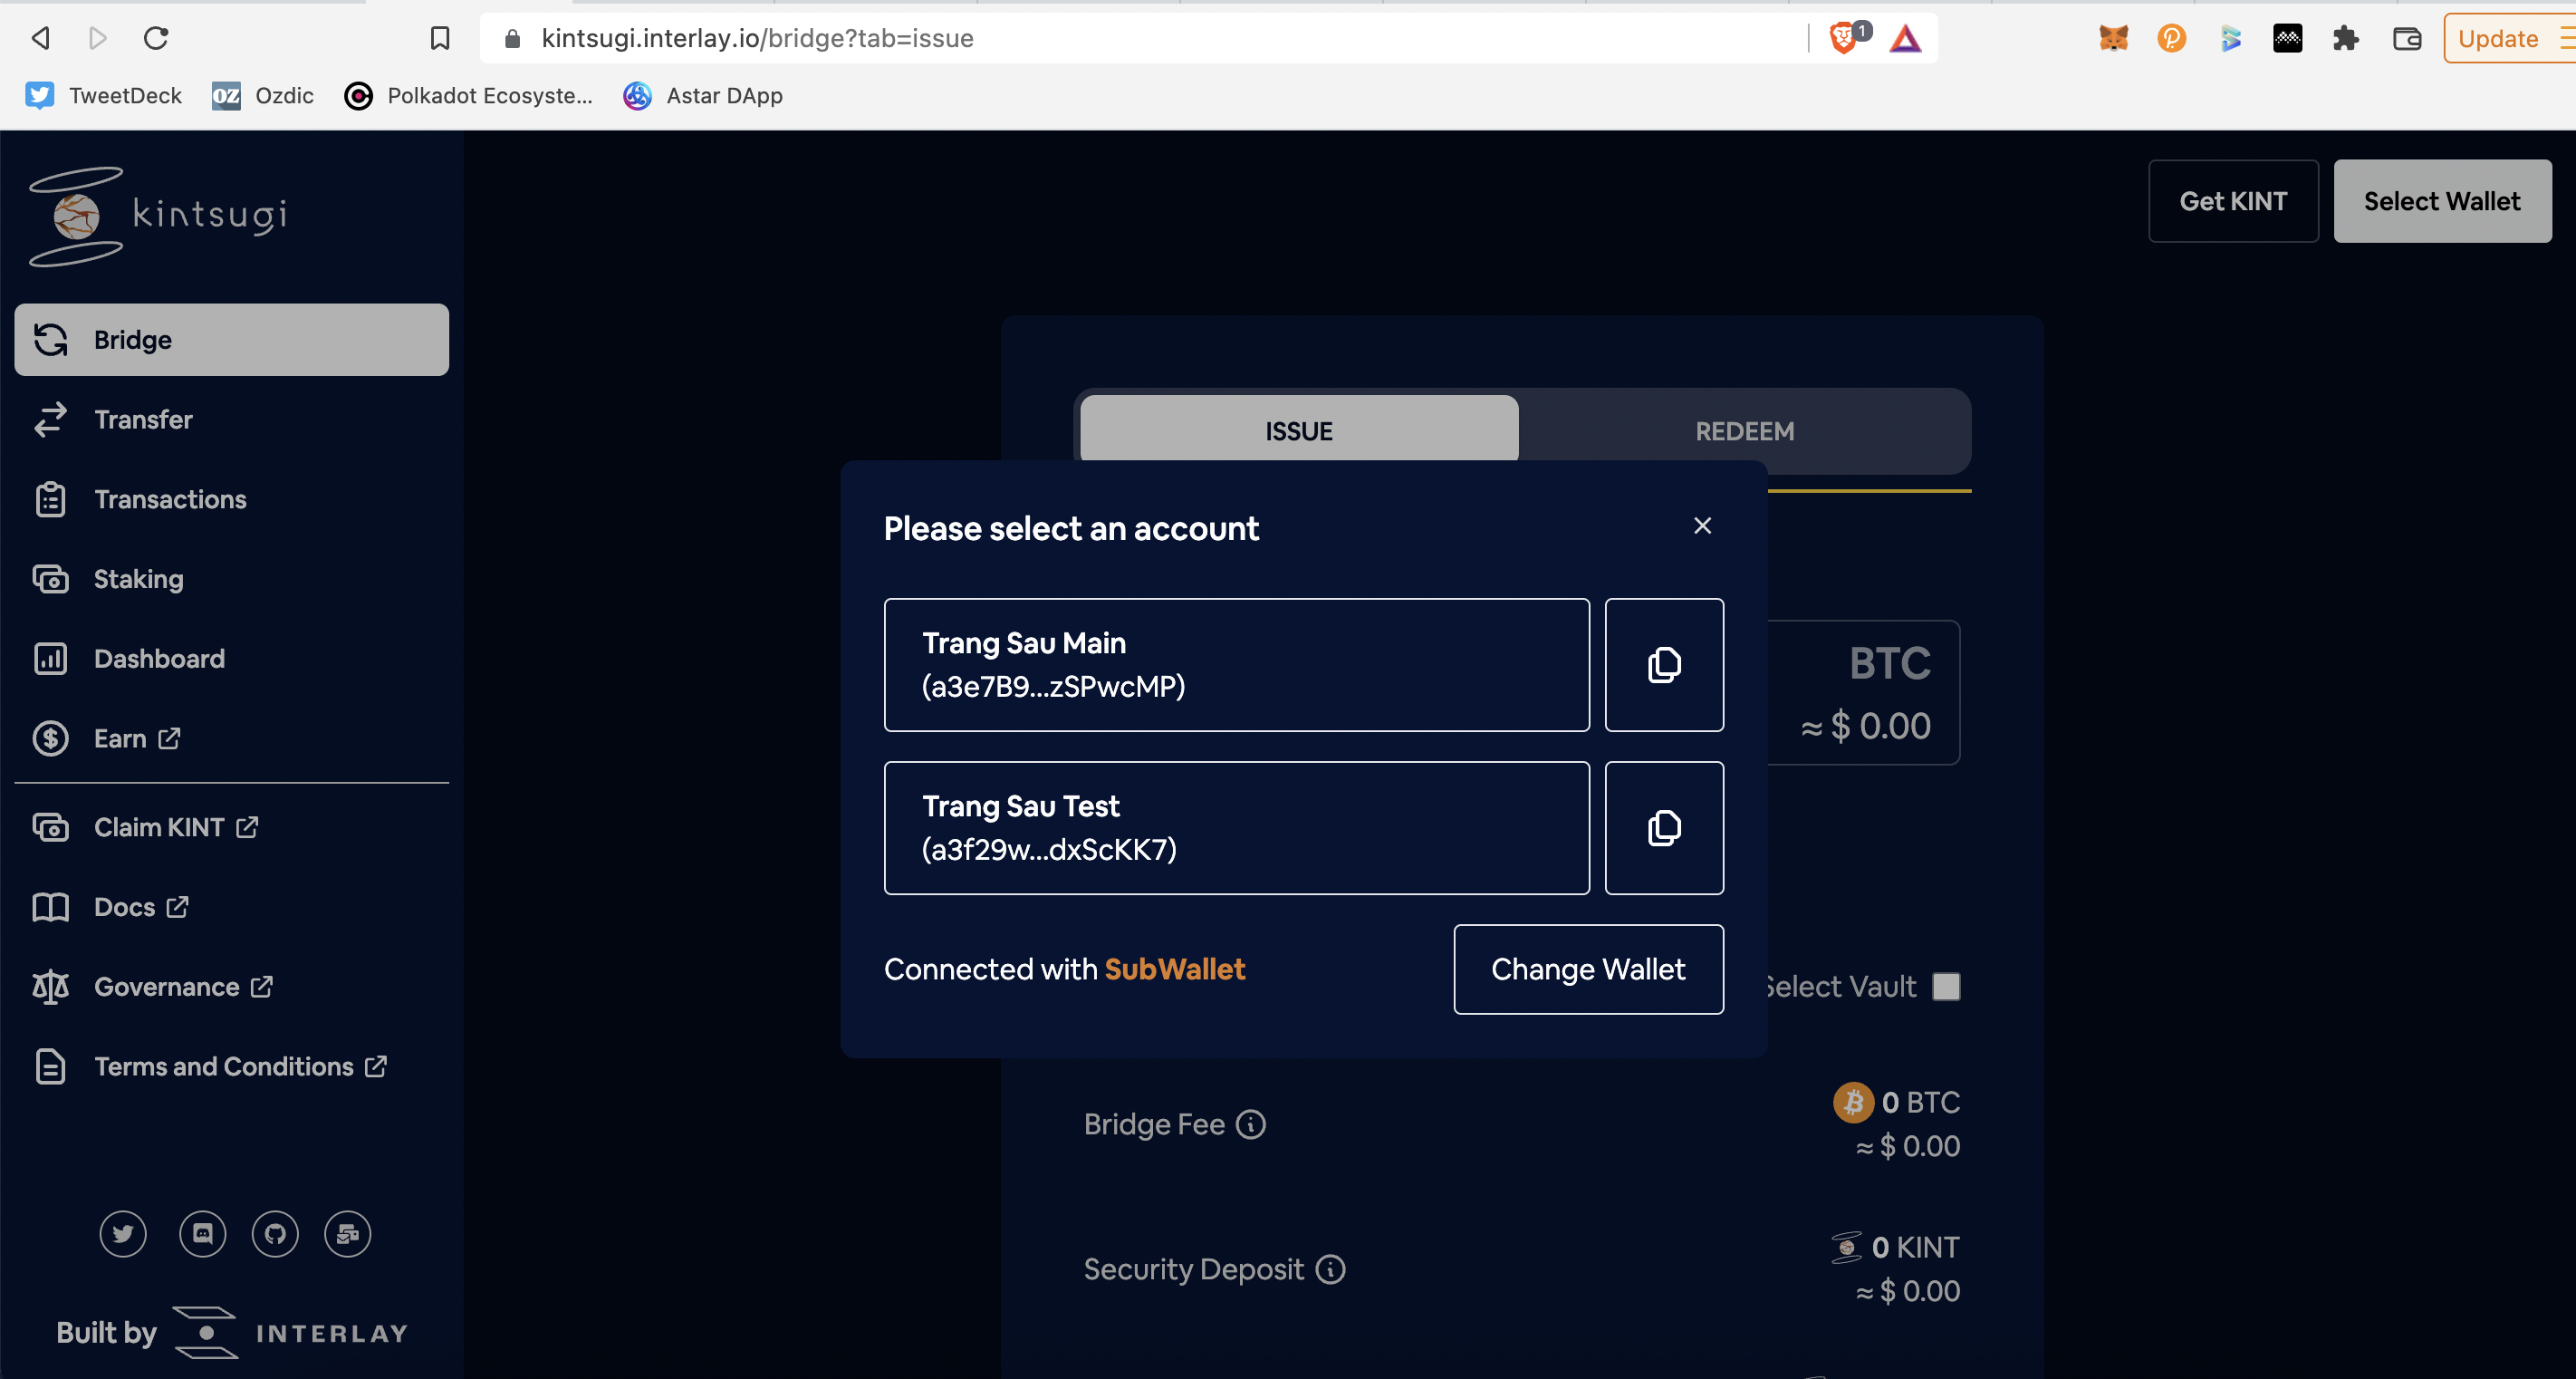 kintsugi.interlay.io/bridge?tab=issue
1
Update
TweetDeck
OZ
Ozdic
Polkadot Ecosyste...
Astar DApp
kintsugi
Get KINT
Select Wallet
Bridge
Transfer
Transactions
Staking
Dashboard
Earn
Claim KINT
Docs
Governance
Terms and Conditions
Built by
INTERLAY
ISSUE
REDEEM
Please select an account
Trang Sau Main
(a3e7B9...zSPwcMP)
Trang Sau Test
(a3f29w...dxScKK7)
Connected with SubWallet
Change Wallet
BTC
≈ $ 0.00
Select Vault
Bridge Fee
0 BTC
≈ $ 0.00
Security Deposit
0 KINT
≈ $ 0.00